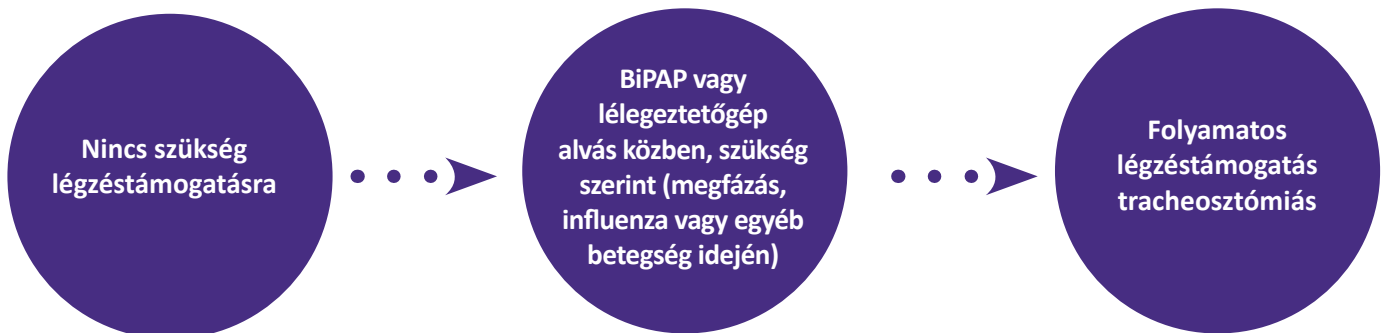 Nincs szükség
légzéstámogatásra
BiPAP vagy
lélegeztetőgép
alvás közben, szükség
szerint (megfázás,
influenza vagy egyéb
betegség idején)
Folyamatos
légzéstámogatás
tracheosztómiás